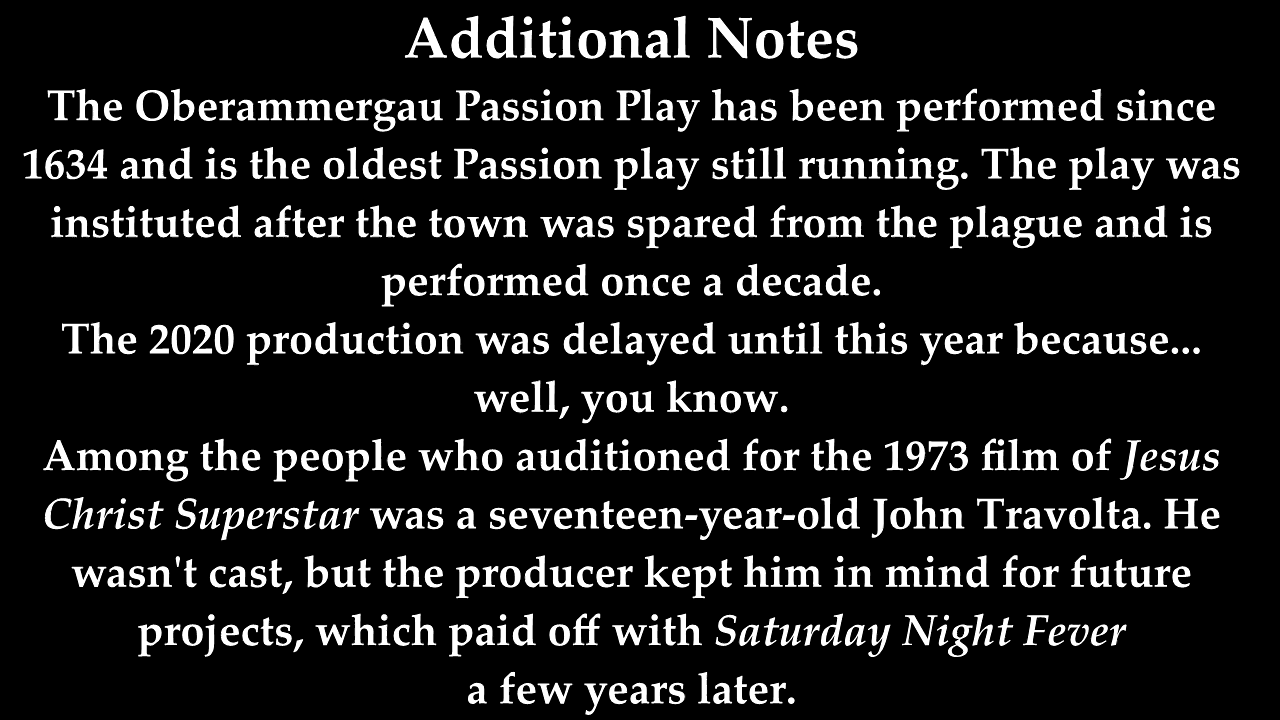 Additional Notes
The Oberammergau Passion Play has been performed since
1634 and is the oldest Passion play still running. The play was
instituted after the town was spared from the plague and is
performed once a decade.
The 2020 production was delayed until this year because...
well, you know.
Among the people who auditioned for the 1973 film of Jesus
Christ Superstar was a seventeen-year-old John Travolta. He
wasn't cast, but the producer kept him in mind for future
projects, which paid off with Saturday Night Fever
a few years later.